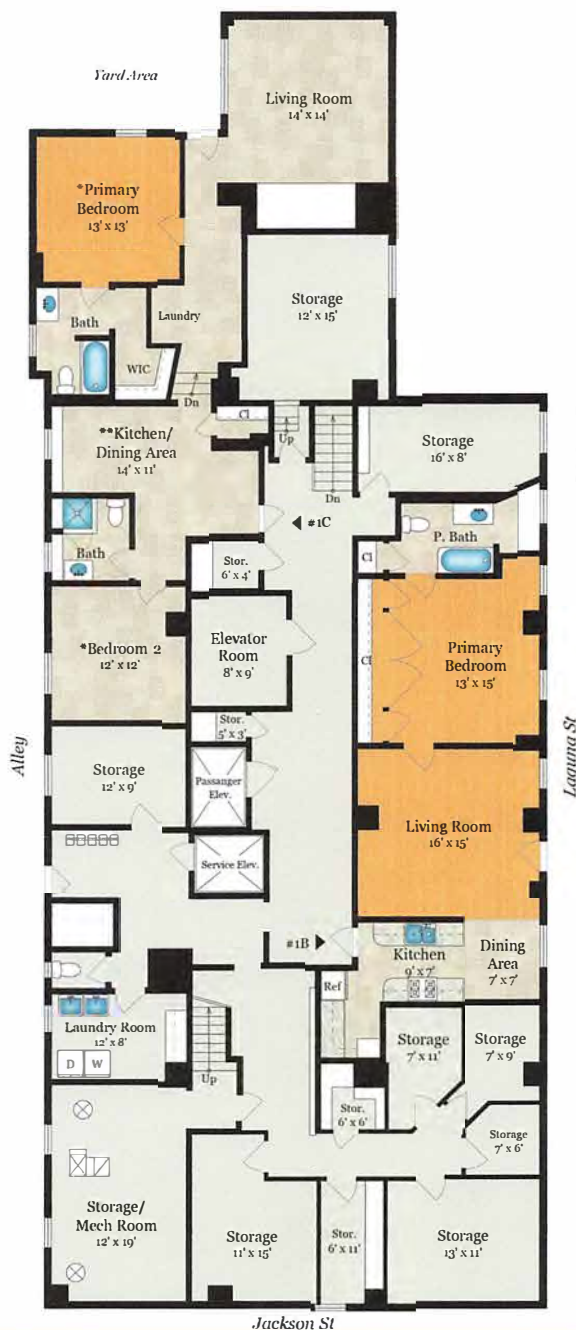 Yard Area
Living Room
14' x 14'
*Primary
Bedroom
13' x 13'
Storage
12' x 15'
Bath
Laundry
WIC
Dn
**Kitchen/
Dining Area
14' x 11'
Cl
Up
Dn
Storage
16' x 8'
#1C
P. Bath
Bath
Stor.
6' x 4'
Cl
*Bedroom 2
12' x 12'
Elevator
Room
8' x 9'
Cl
Primary
Bedroom
13' x 15'
Stor.
5' x 3'
Alley
Laguna St
Storage
12' x 9'
Passanger
Elev.
Living Room
16' x 15'
Service Elev.
#1B
Kitchen
9' x 7'
Dining
Area
7' x 7'
Ref
Laundry Room
12' x 8'
D
W
Up
Storage
7' x 11'
Storage
7' x 9'
Stor.
6' x 6'
Storage
7' x 6'
Storage/
Mech Room
12' x 19'
Storage
11' x 15'
Stor.
6' x 11'
Storage
13' x 11'
Jackson St